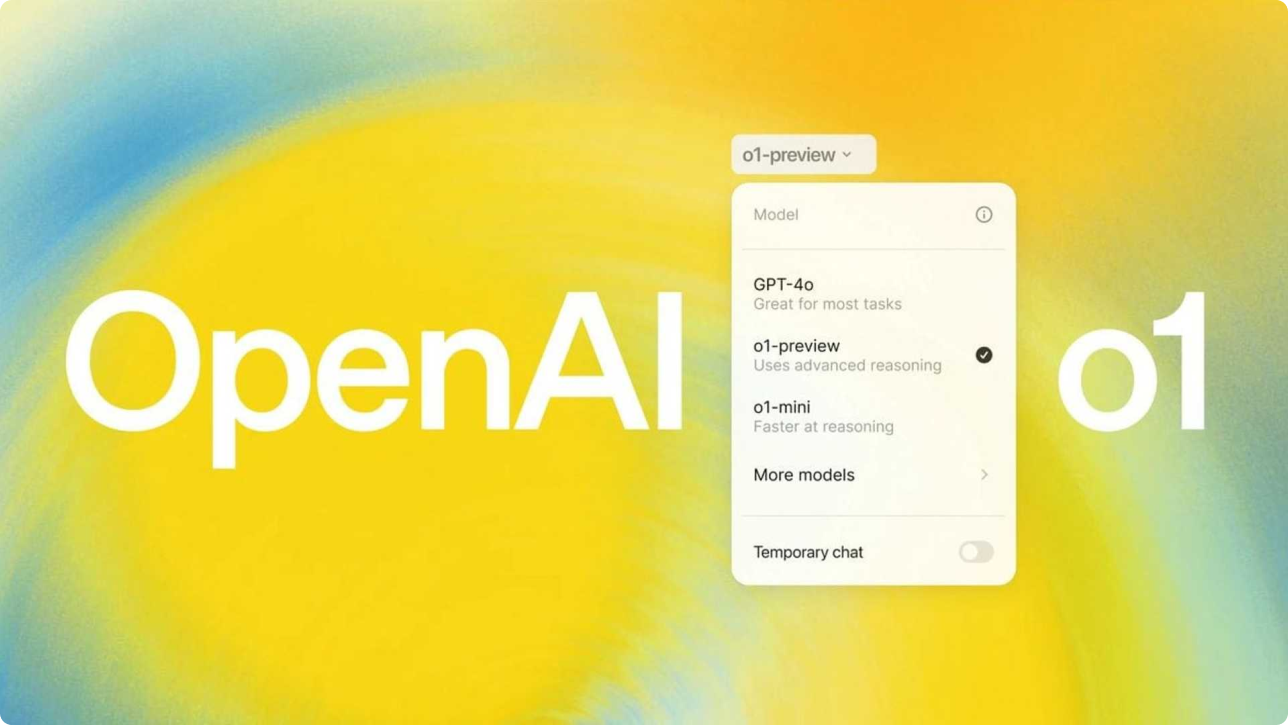 OpenAI
o1-preview
Model
GPT-4o
Great for most tasks
o1-preview
Uses advanced reasoning
o1-mini
Faster at reasoning
More models
Temporary chat
o1